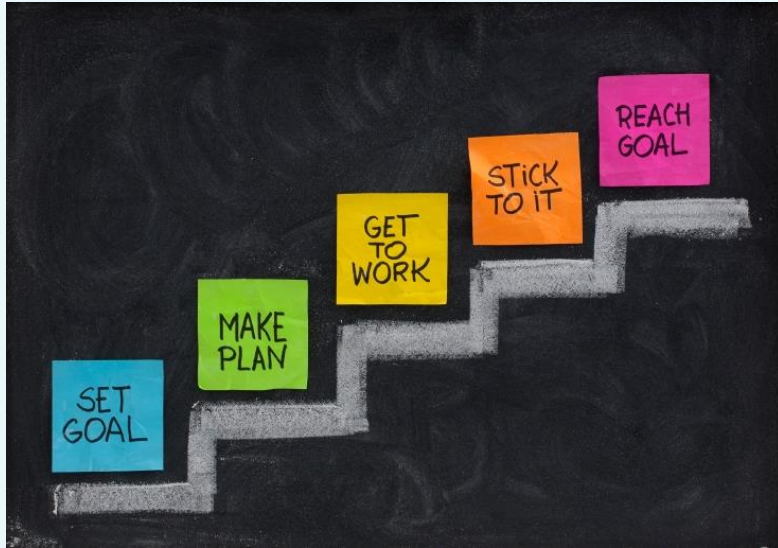 SET
GOAL
MAKE
PLAN
GET
TO
WORK
STiCK
TO iT
REACH
GOAL